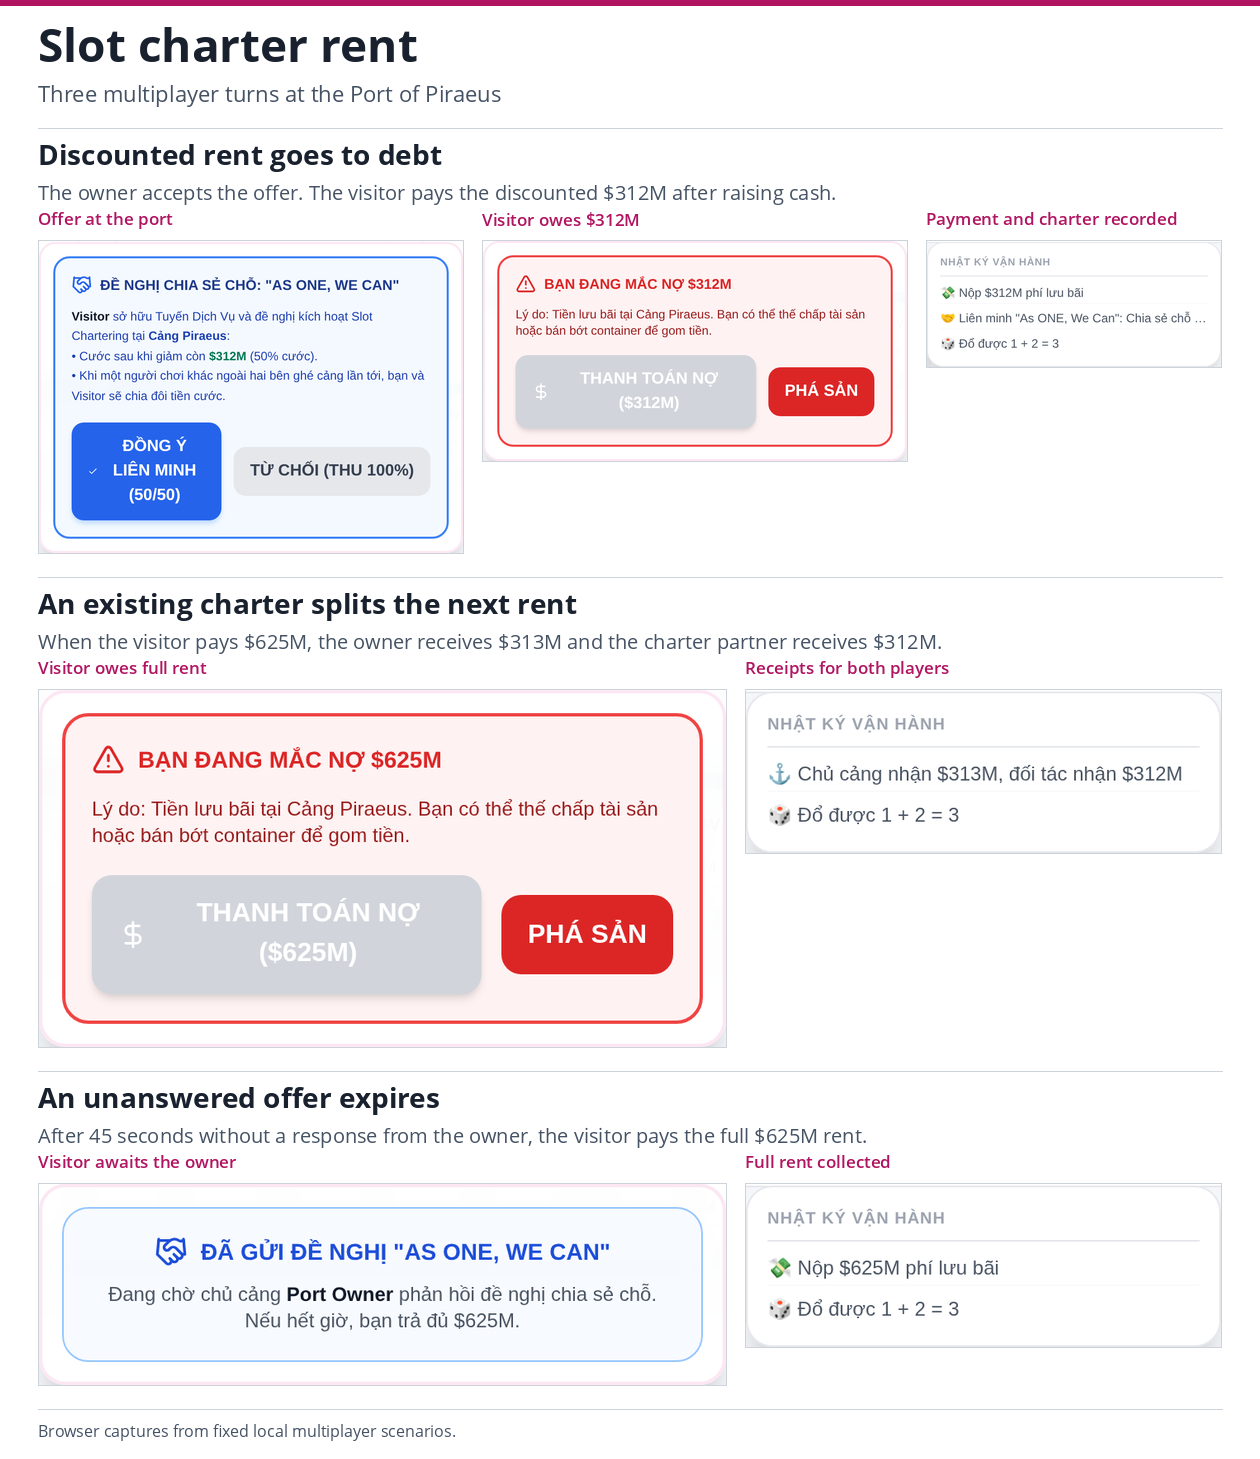 Slot charter rent
Three multiplayer turns at the Port of Piraeus
Discounted rent goes to debt
The owner accepts the offer. The visitor pays the discounted $312M after raising cash.
Offer at the port
ĐỀ NGHỊ CHIA SẺ CHỖ: "AS ONE, WE CAN"
Visitor sở hữu Tuyến Dịch Vụ và đề nghị kích hoạt Slot
Chartering tại Cảng Piraeus:
• Cước sau khi giảm còn $312M (50% cước).
• Khi một người chơi khác ngoài hai bên ghé cảng lần tới, bạn và
Visitor sẽ chia đôi tiền cước.
ĐỒNG Ý
LIÊN MINH
(50/50)
TỪ CHỐI (THU 100%)
Visitor owes $312M
BẠN ĐANG MẮC NỢ $312M
Lý do: Tiền lưu bãi tại Cảng Piraeus. Bạn có thể thế chấp tài sản
hoặc bán bớt container để gom tiền.
$ THANH TOÁN NỢ
($312M)
PHÁ SẢN
Payment and charter recorded
NHẬT KÝ VẬN HÀNH
Nộp $312M phí lưu bãi
Liên minh "As ONE, We Can": Chia sẻ chỗ ...
Đổ được 1 + 2 = 3
An existing charter splits the next rent
When the visitor pays $625M, the owner receives $313M and the charter partner receives $312M.
Visitor owes full rent
BẠN ĐANG MẮC NỢ $625M
Lý do: Tiền lưu bãi tại Cảng Piraeus. Bạn có thể thế chấp tài sản
hoặc bán bớt container để gom tiền.
$ THANH TOÁN NỢ
($625M)
PHÁ SẢN
Receipts for both players
NHẬT KÝ VẬN HÀNH
Chủ cảng nhận $313M, đối tác nhận $312M
Đổ được 1 + 2 = 3
An unanswered offer expires
After 45 seconds without a response from the owner, the visitor pays the full $625M rent.
Visitor awaits the owner
ĐÃ GỬI ĐỀ NGHỊ "AS ONE, WE CAN"
Đang chờ chủ cảng Port Owner phản hồi đề nghị chia sẻ chỗ.
Nếu hết giờ, bạn trả đủ $625M.
Full rent collected
NHẬT KÝ VẬN HÀNH
Nộp $625M phí lưu bãi
Đổ được 1 + 2 = 3
Browser captures from fixed local multiplayer scenarios.